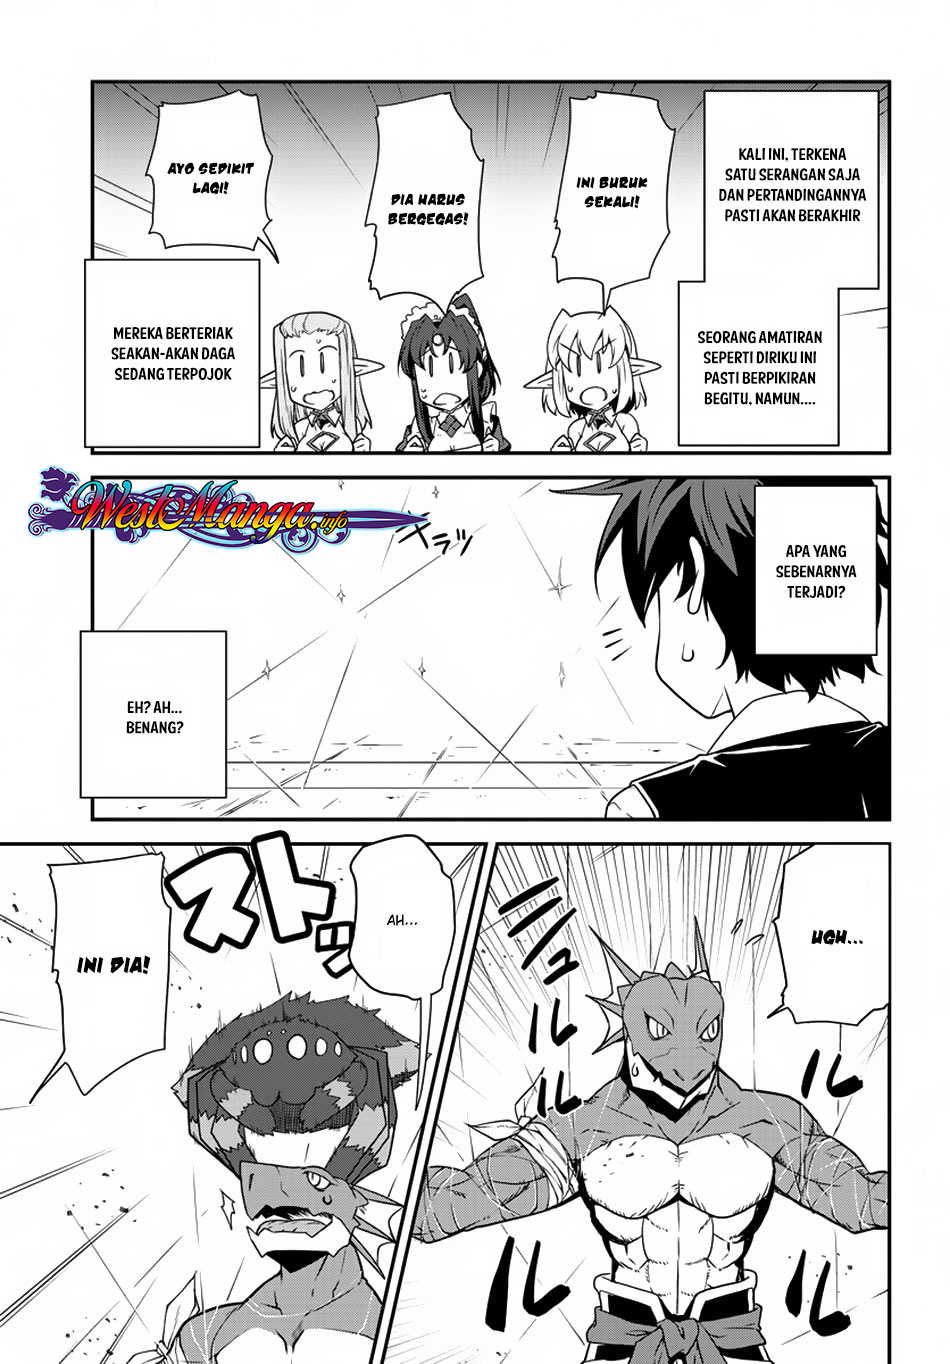 KALI INI, TERKENA
SATU SERANGAN SAJA
DAN PERTANDINGANNYA
PASTI AKAN BERAKHIR
SEORANG AMATIRAN
SEPERTI DIRIKU INI
PASTI BERPIKIRAN
BEGITU, NAMUN....
INI BURUK
SEKALI!
DIA HARUS
BERGEGAS!
AYO SEDIKIT
LAGI!
MEREKA BERTERIAK
SEAKAN-AKAN DAGA
SEDANG TERPOJOK
WestManga.info
キラッ
APA YANG
SEBENARNYA
TERJADI?
EH? AH...
BENANG?
UGH...
シュルル
ルル
AH...
ストッ
INI DIA!